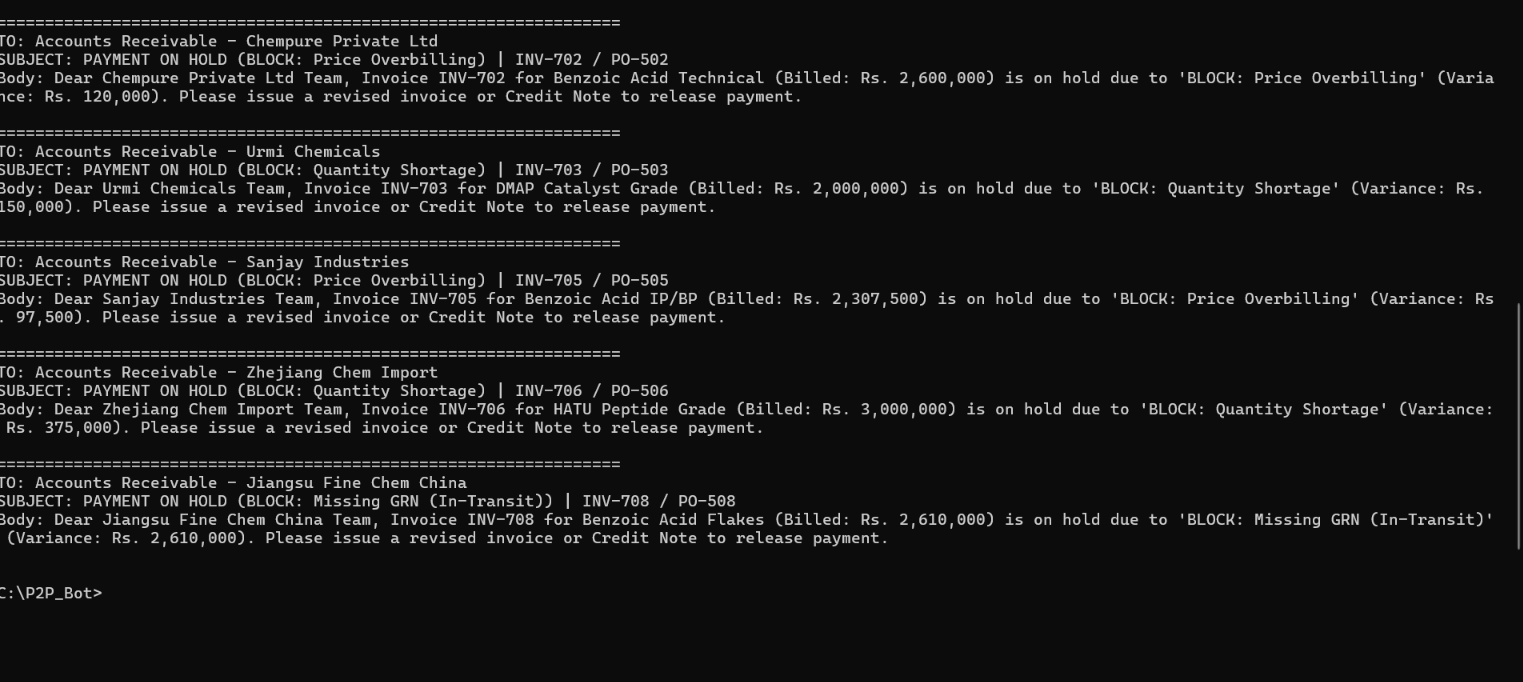 =================================================================
TO: Accounts Receivable - Chempure Private Ltd
SUBJECT: PAYMENT ON HOLD (BLOCK: Price Overbilling) | INV-702 / PO-502
Body: Dear Chempure Private Ltd Team, Invoice INV-702 for Benzoic Acid Technical (Billed: Rs. 2,600,000) is on hold due to 'BLOCK: Price Overbilling' (Varia
nce: Rs. 120,000). Please issue a revised invoice or Credit Note to release payment.
=================================================================
TO: Accounts Receivable - Urmi Chemicals
SUBJECT: PAYMENT ON HOLD (BLOCK: Quantity Shortage) | INV-703 / PO-503
Body: Dear Urmi Chemicals Team, Invoice INV-703 for DMAP Catalyst Grade (Billed: Rs. 2,000,000) is on hold due to 'BLOCK: Quantity Shortage' (Variance: Rs.
150,000). Please issue a revised invoice or Credit Note to release payment.
=================================================================
TO: Accounts Receivable - Sanjay Industries
SUBJECT: PAYMENT ON HOLD (BLOCK: Price Overbilling) | INV-705 / PO-505
Body: Dear Sanjay Industries Team, Invoice INV-705 for Benzoic Acid IP/BP (Billed: Rs. 2,307,500) is on hold due to 'BLOCK: Price Overbilling' (Variance: Rs
. 97,500). Please issue a revised invoice or Credit Note to release payment.
=================================================================
TO: Accounts Receivable - Zhejiang Chem Import
SUBJECT: PAYMENT ON HOLD (BLOCK: Quantity Shortage) | INV-706 / PO-506
Body: Dear Zhejiang Chem Import Team, Invoice INV-706 for HATU Peptide Grade (Billed: Rs. 3,000,000) is on hold due to 'BLOCK: Quantity Shortage' (Variance:
 Rs. 375,000). Please issue a revised invoice or Credit Note to release payment.
=================================================================
TO: Accounts Receivable - Jiangsu Fine Chem China
SUBJECT: PAYMENT ON HOLD (BLOCK: Missing GRN (In-Transit)) | INV-708 / PO-508
Body: Dear Jiangsu Fine Chem China Team, Invoice INV-708 for Benzoic Acid Flakes (Billed: Rs. 2,610,000) is on hold due to 'BLOCK: Missing GRN (In-Transit)'
 (Variance: Rs. 2,610,000). Please issue a revised invoice or Credit Note to release payment.
C:\P2P_Bot>